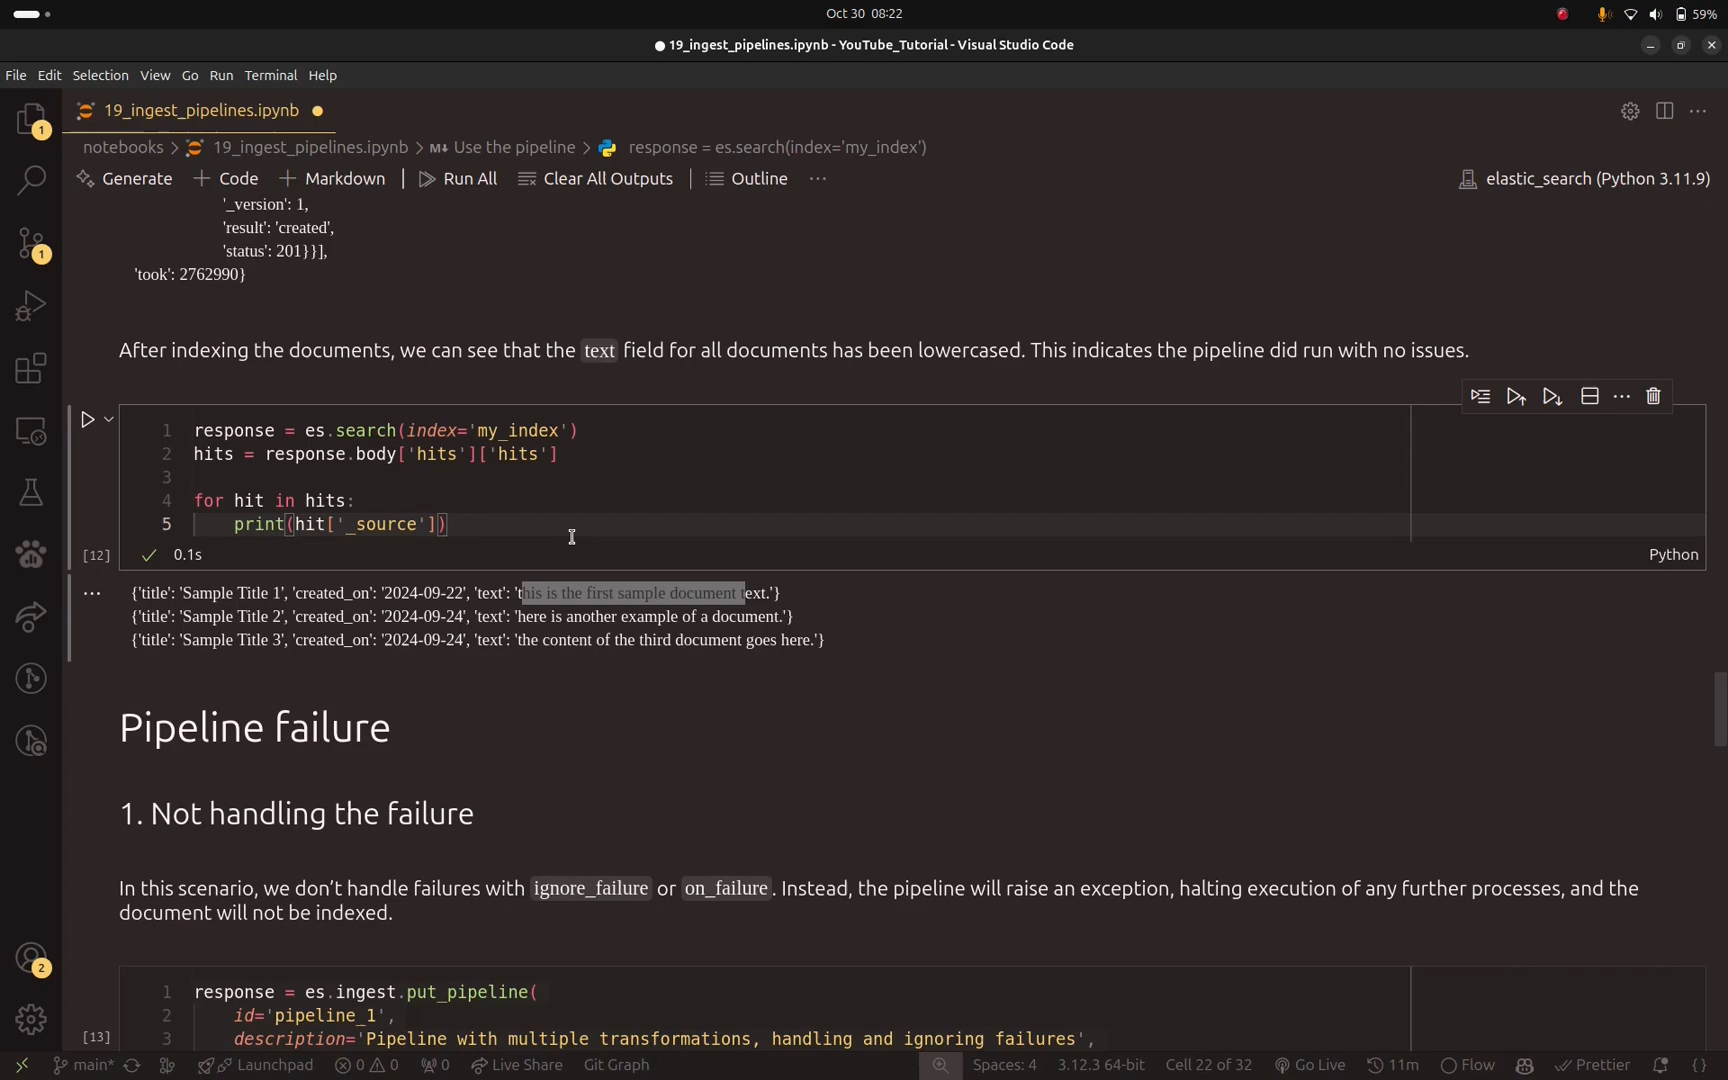 Oct 30 08:22
59%
19_ingest_pipelines.ipynb - YouTube_Tutorial - Visual Studio Code
File Edit Selection View Go Run Terminal Help
19_ingest_pipelines.ipynb
notebooks > 19_ingest_pipelines.ipynb > M↓ Use the pipeline > response = es.search(index='my_index')
Generate + Code + Markdown | Run All Clear All Outputs | Outline ...
elastic_search (Python 3.11.9)
'_version': 1,
'result': 'created',
'status': 201}}],
'took': 2762990}
After indexing the documents, we can see that the text field for all documents has been lowercased. This indicates the pipeline did run with no issues.
1 response = es.search(index='my_index')
2 hits = response.body['hits']['hits']
3
4 for hit in hits:
5 print(hit['_source'])
[12] 0.1s Python
{'title': 'Sample Title 1', 'created_on': '2024-09-22', 'text': 'this is the first sample document text.'}
{'title': 'Sample Title 2', 'created_on': '2024-09-24', 'text': 'here is another example of a document.'}
{'title': 'Sample Title 3', 'created_on': '2024-09-24', 'text': 'the content of the third document goes here.'}
Pipeline failure
1. Not handling the failure
In this scenario, we don't handle failures with ignore_failure or on_failure. Instead, the pipeline will raise an exception, halting execution of any further processes, and the
document will not be indexed.
1 response = es.ingest.put_pipeline(
2 id='pipeline_1',
[13] 3 description='Pipeline with multiple transformations, handling and ignoring failures',
1
1
2
main* Launchpad 0 0 0 Live Share Git Graph Spaces: 4 3.12.3 64-bit Cell 22 of 32 Go Live 11m Flow Prettier {}